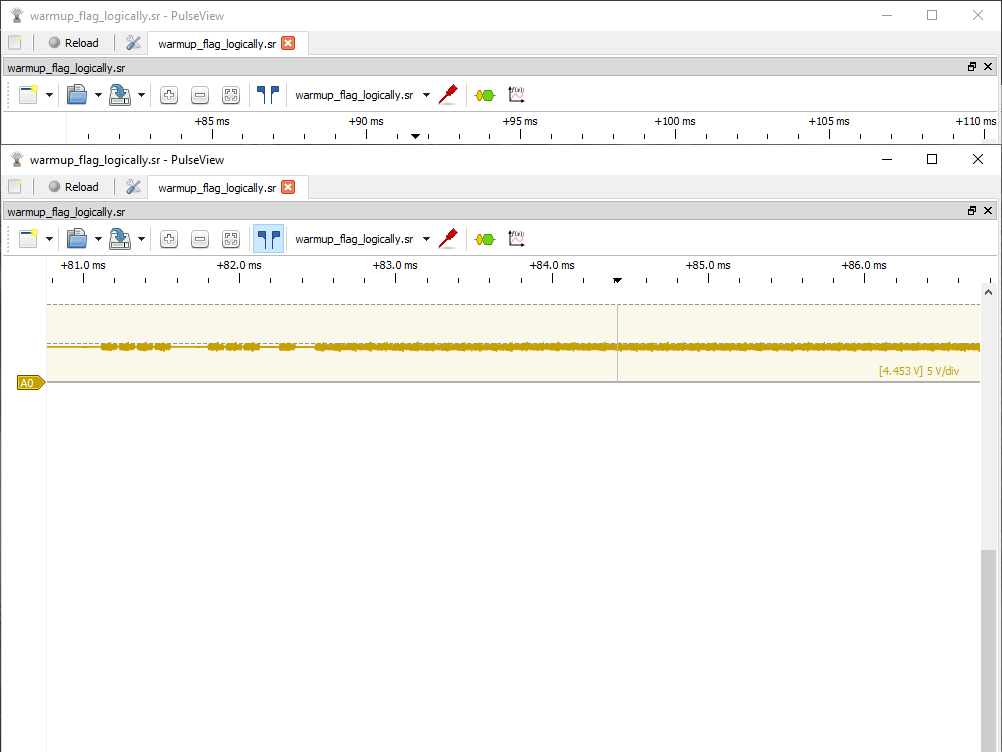 warmup_flag_logically.sr - PulseView
Reload warmup_flag_logically.sr
warmup_flag_logically.sr
warmup_flag_logically.sr
+85 ms +90 ms +95 ms +100 ms +105 ms +110 ms
warmup_flag_logically.sr - PulseView
Reload warmup_flag_logically.sr
warmup_flag_logically.sr
warmup_flag_logically.sr
+81.0 ms +82.0 ms +83.0 ms +84.0 ms +85.0 ms +86.0 ms
[4.453 V] 5 V/div
A0